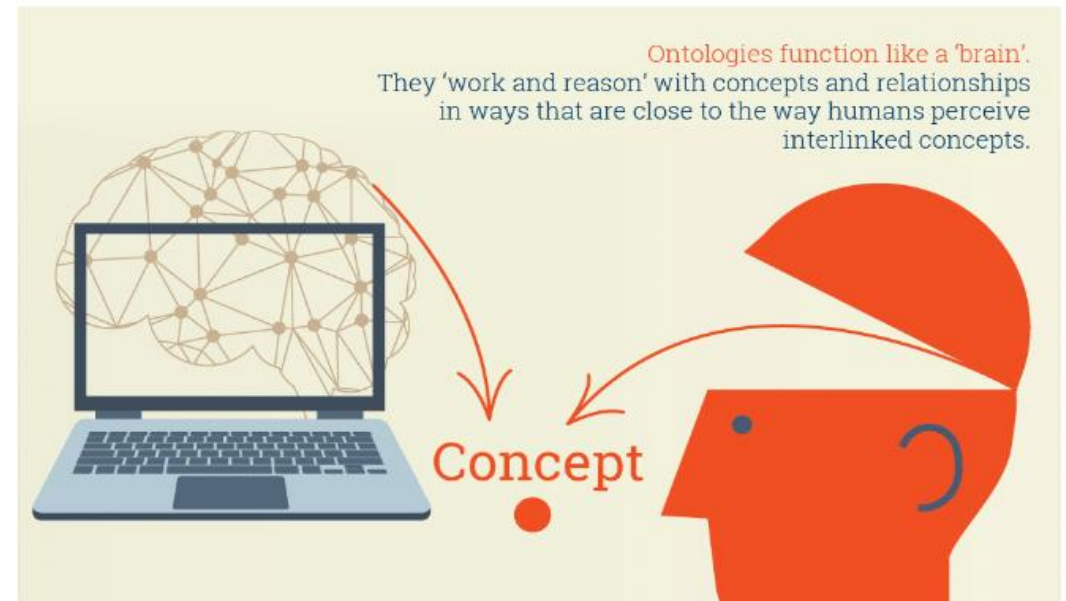 Ontologies function like a ‘brain’.
They ‘work and reason’ with concepts and relationships
in ways that are close to the way humans perceive
interlinked concepts.
Concept